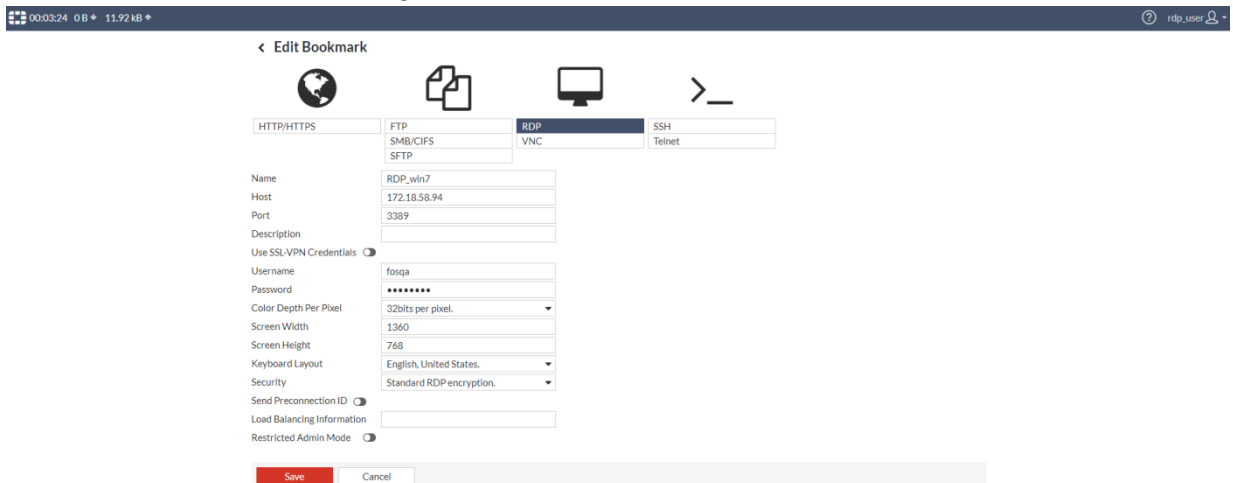 00:03:24 0 B 11.92 kB rdp_user
Edit Bookmark
HTTP/HTTPS FTP RDP SSH
SMB/CIFS VNC Telnet
SFTP
Name RDP_win7
Host 172.18.58.94
Port 3389
Description
Use SSL-VPN Credentials
Username fosqa
Password ••••••••
Color Depth Per Pixel 32bits per pixel.
Screen Width 1360
Screen Height 768
Keyboard Layout English, United States.
Security Standard RDP encryption.
Send Preconnection ID
Load Balancing Information
Restricted Admin Mode
Save Cancel